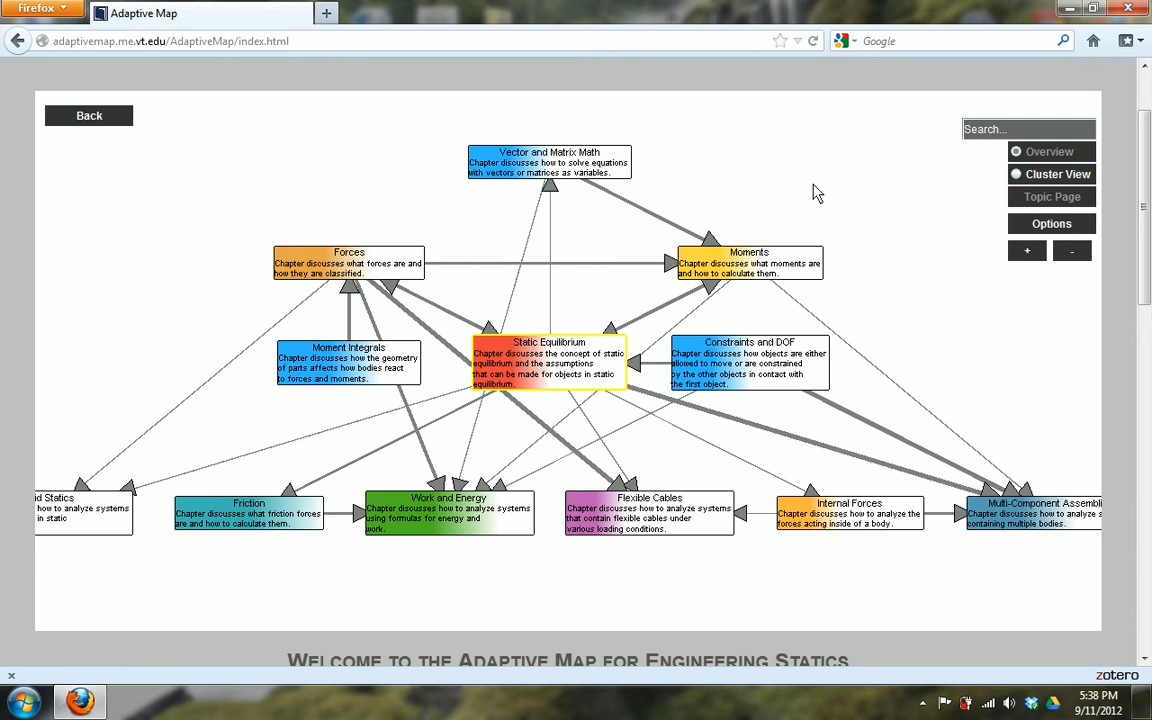 Firefox
Adaptive Map
adaptivemap.me.vt.edu/AdaptiveMap/index.html
Google
Back
Search...
Overview
Cluster View
Topic Page
Options
+ -
Vector and Matrix Math
Chapter discusses how to solve equations
with vectors or matrices as variables.
Forces
Chapter discusses what forces are and
how they are classified.
Moments
Chapter discusses what moments are
and how to calculate them.
Moment Integrals
Chapter discusses how the geometry
of parts affects how bodies react
to forces and moments.
Static Equilibrium
Chapter discusses the concept of static
equilibrium and the assumptions
that can be made for objects in static
equilibrium.
Constraints and DOF
Chapter discusses how objects are either
allowed to move or are constrained
by the other objects in contact with
the first object.
id Statics
how to analyze systems
in static
Friction
Chapter discusses what friction forces
are and how to calculate them.
Work and Energy
Chapter discusses how to analyze systems
using formulas for energy and
work.
Flexible Cables
Chapter discusses how to analyze systems
that contain flexible cables under
various loading conditions.
Internal Forces
Chapter discusses how to analyze the
forces acting inside of a body.
Multi-Component Assembli
Chapter discusses how to analyze s
containing multiple bodies.
WELCOME TO THE ADAPTIVE MAP FOR ENGINEERING STATICS
zotero
5:38 PM
9/11/2012